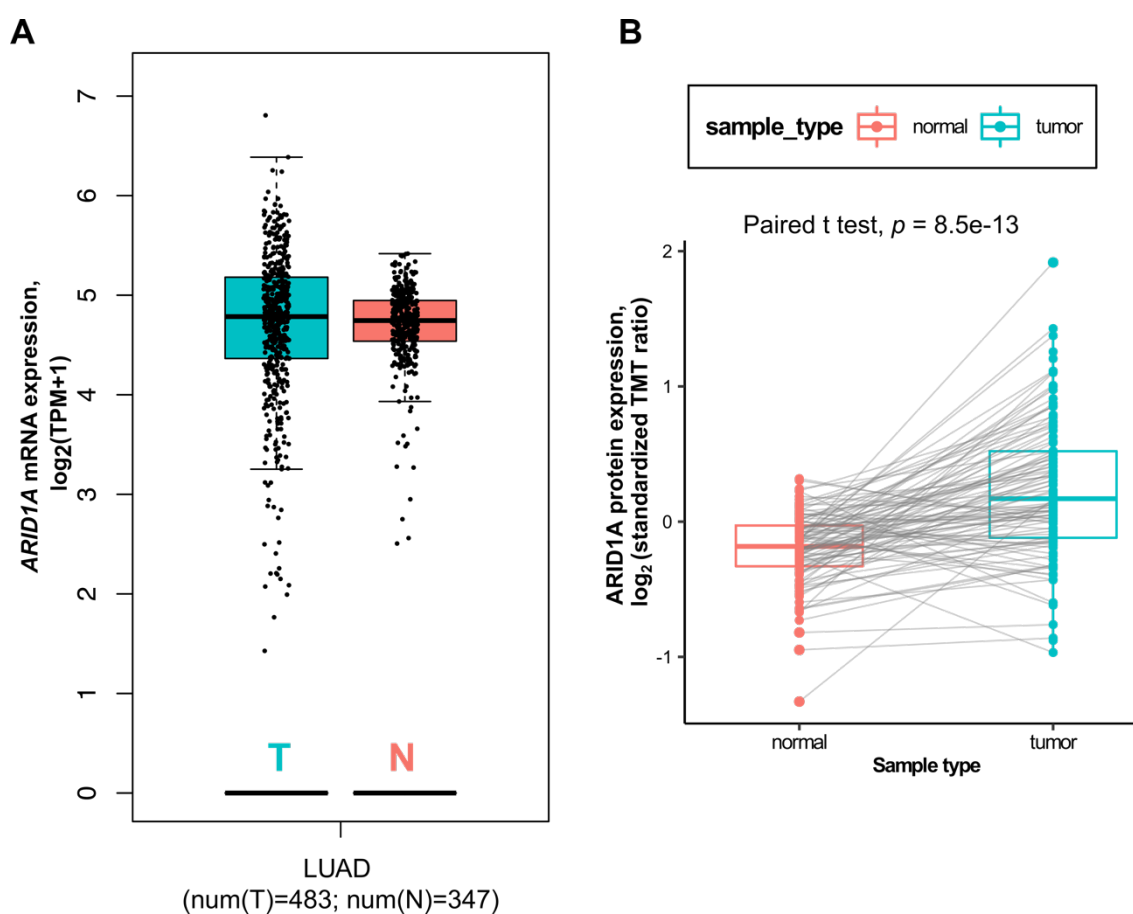 A
ARID1A mRNA expression,
log2(TPM+1)
7
6
5
4
3
2
1
0
T
N
LUAD
(num(T)=483; num(N)=347)
B
sample_type normal tumor
Paired t test, p = 8.5e-13
ARID1A protein expression,
log2 (standardized TMT ratio)
2
1
0
-1
normal
tumor
Sample type